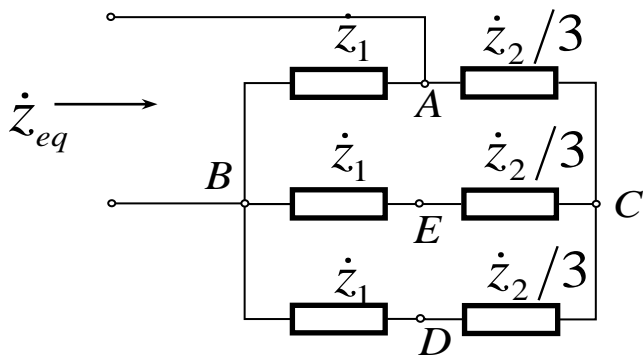 ż₁ ż₂/3
A
ż_eq
B ż₁ ż₂/3
E C
ż₁ ż₂/3
D